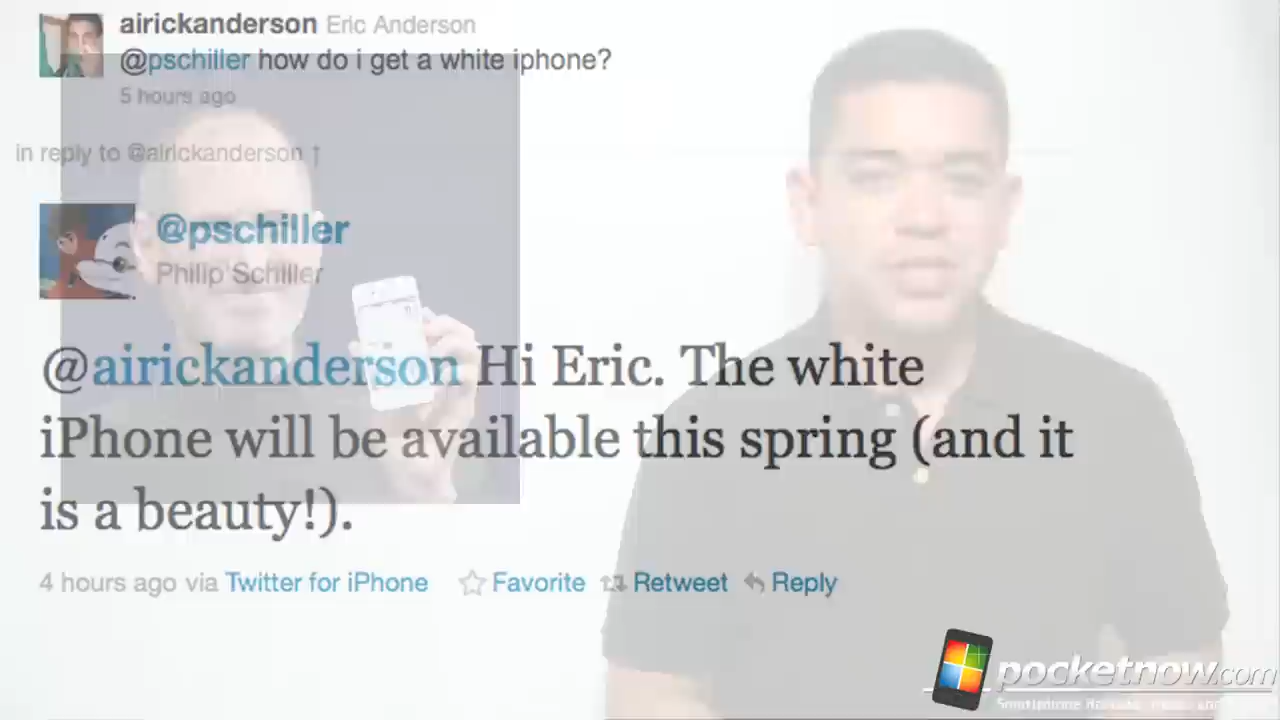 airickanderson Eric Anderson
@pschiller how do i get a white iphone?
5 hours ago
in reply to @airickanderson ↑
@pschiller
Philip Schiller
@airickanderson Hi Eric. The white
iPhone will be available this spring (and it
is a beauty!).
4 hours ago via Twitter for iPhone Favorite Retweet Reply
pocketnow.com
Smartphone